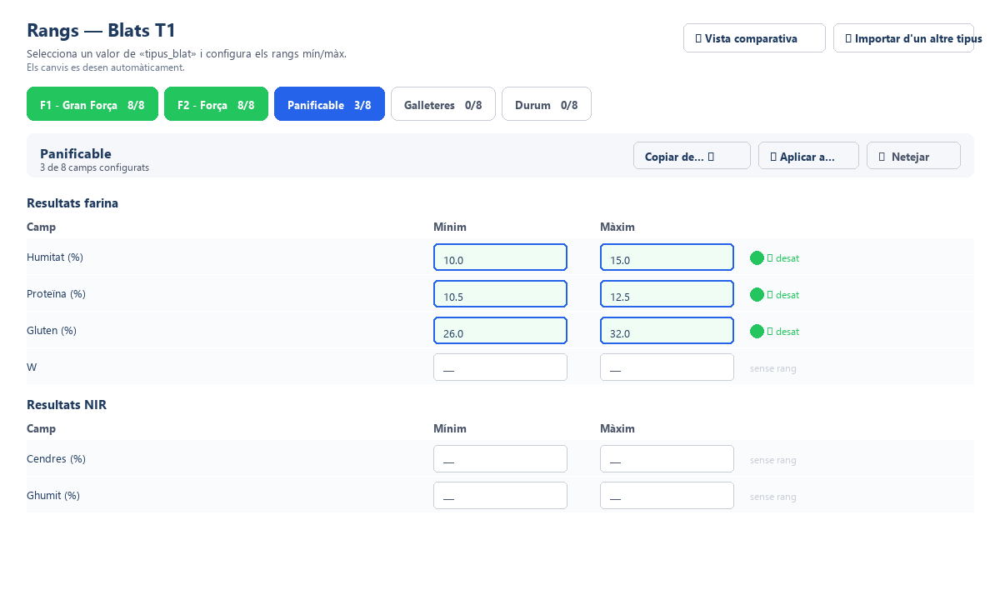 Rangs — Blats T1
Vista comparativa
Importar d'un altre tipus
Selecciona un valor de «tipus_blat» i configura els rangs mín/màx.
Els canvis es desen automàticament.
F1 - Gran Força 8/8
F2 - Força 8/8
Panificable 3/8
Galleteres 0/8
Durum 0/8
Panificable
3 de 8 camps configurats
Copiar de...
Aplicar a...
Netejar
Resultats farina
Camp Mínim Màxim
Humitat (%) 10.0 15.0 desat
Proteïna (%) 10.5 12.5 desat
Gluten (%) 26.0 32.0 desat
W — — sense rang
Resultats NIR
Camp Mínim Màxim
Cendres (%) — — sense rang
Ghumit (%) — — sense rang